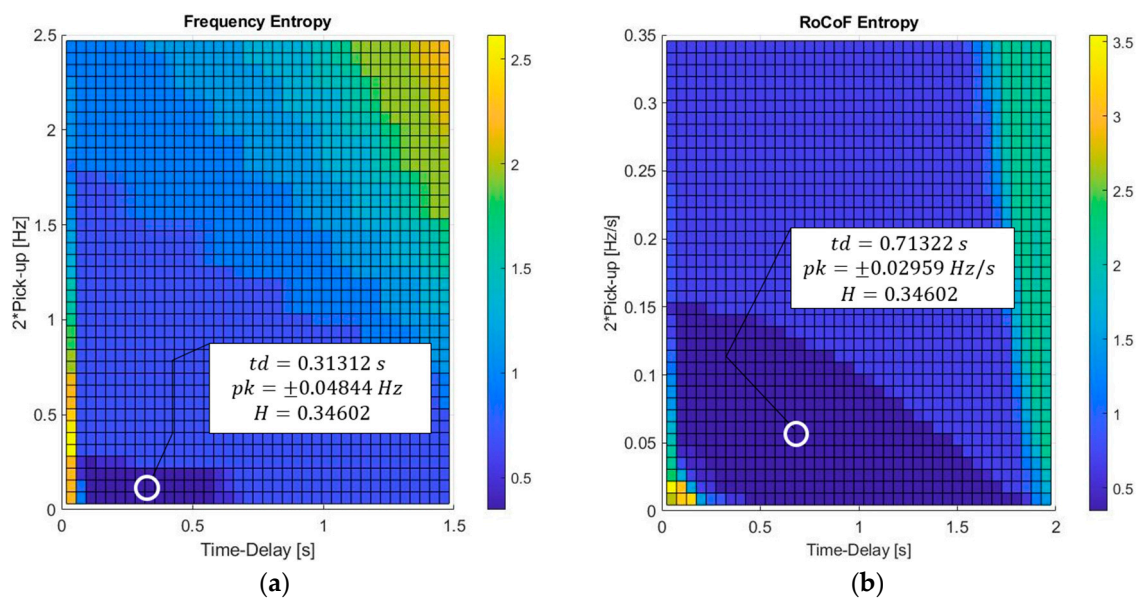 Frequency Entropy
2*Pick-up [Hz]
2.5
2
1.5
1
0.5
0
0
0.5
1
1.5
Time-Delay [s]
td = 0.31312 s
pk = ±0.04844 Hz
H = 0.34602
2.5
2
1.5
1
0.5
(a)
RoCoF Entropy
2*Pick-up [Hz/s]
0.35
0.3
0.25
0.2
0.15
0.1
0.05
0
0
0.5
1
1.5
2
Time-Delay [s]
td = 0.71322 s
pk = ±0.02959 Hz/s
H = 0.34602
3.5
3
2.5
2
1.5
1
0.5
(b)